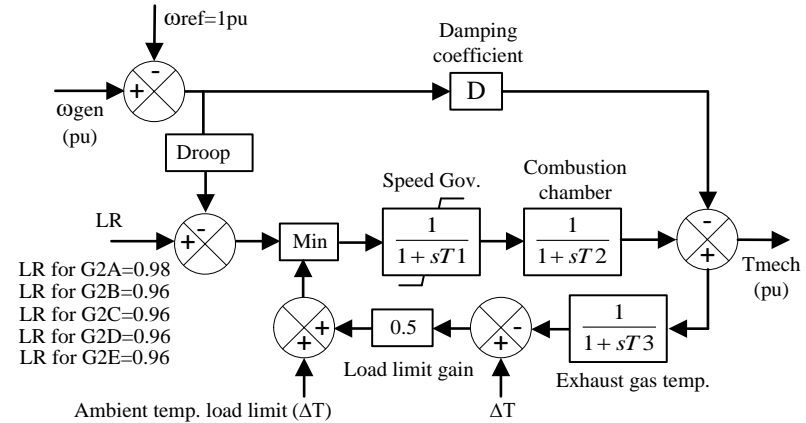 ωref=1pu
-
+
ωgen
(pu)
Damping
coefficient
D
Droop
LR
-
+
Min
Speed Gov.
1
1 + sT1
Combustion
chamber
1
1 + sT2
-
+
Tmech
(pu)
LR for G2A=0.98
LR for G2B=0.96
LR for G2C=0.96
LR for G2D=0.96
LR for G2E=0.96
+
+
0.5
Load limit gain
-
+
1
1 + sT3
Exhaust gas temp.
Ambient temp. load limit (ΔT)
ΔT